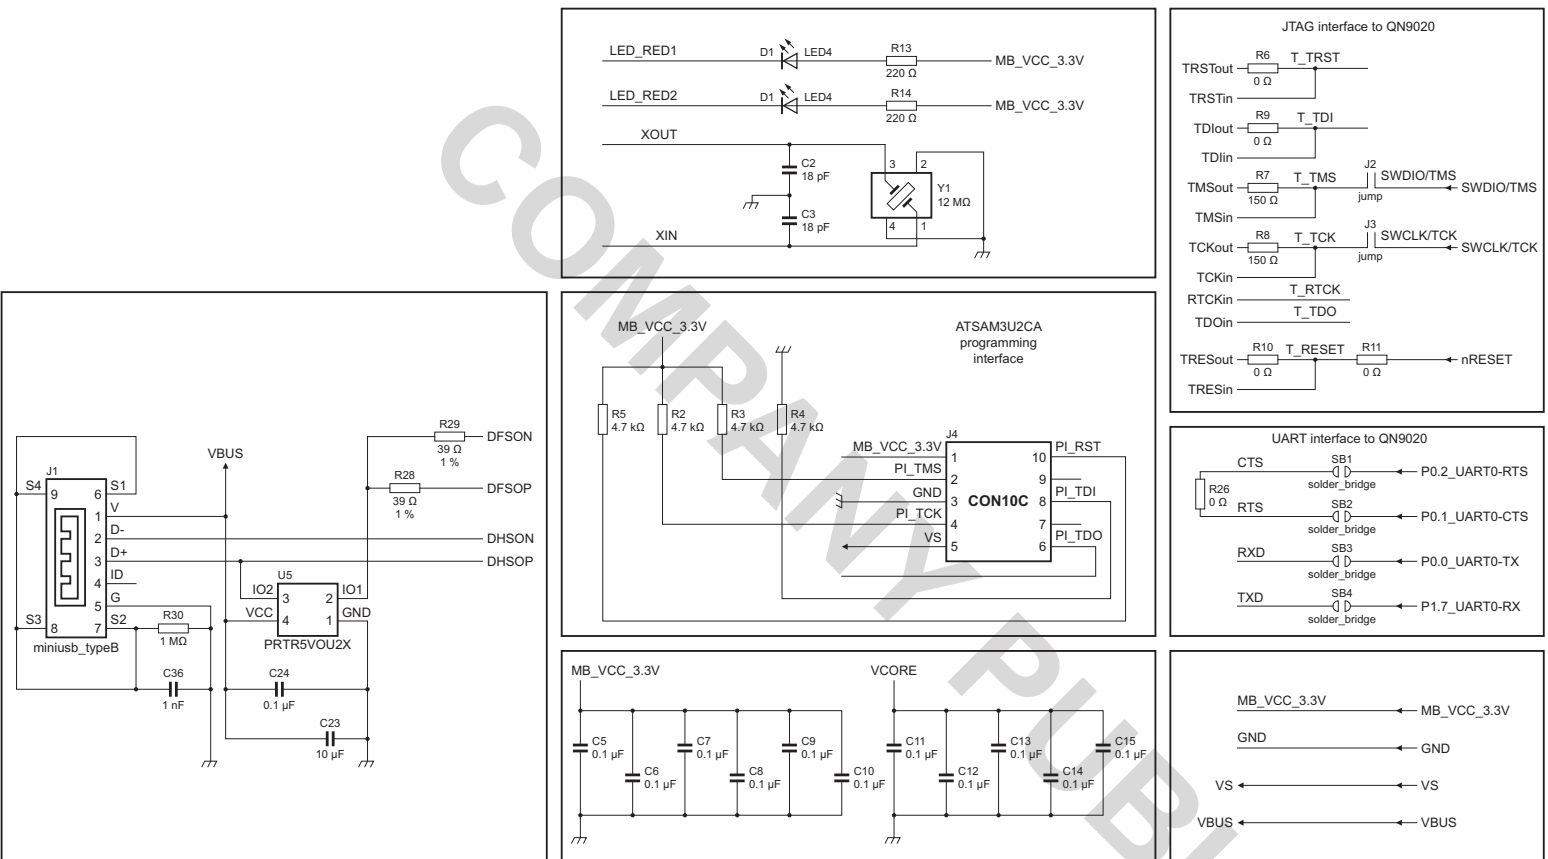 LED_RED1
D1
LED4
R13
220 Ω
MB_VCC_3.3V
LED_RED2
D1
LED4
R14
220 Ω
MB_VCC_3.3V
XOUT
C2
18 pF
3
2
Y1
12 MΩ
C3
18 pF
4
1
XIN
JTAG interface to QN9020
TRSTout
R6
0 Ω
T_TRST
TRSTin
TDIout
R9
0 Ω
T_TDI
TDIin
TMSout
R7
150 Ω
T_TMS
J2
jump
SWDIO/TMS
SWDIO/TMS
TMSin
TCKout
R8
150 Ω
T_TCK
J3
jump
SWCLK/TCK
SWCLK/TCK
TCKin
RTCKin
T_RTCK
TDOin
T_TDO
TRESout
R10
0 Ω
T_RESET
R11
0 Ω
nRESET
TRESin
VBUS
R29
39 Ω
1 %
DFSON
R28
39 Ω
1 %
DFSOP
J1
S4
9
6
S1
1
V
2
D-
DHSON
3
D+
DHSOP
4
ID
5
G
S3
8
7
S2
miniusb_typeB
R30
1 MΩ
C36
1 nF
U5
IO2
3
2
IO1
VCC
4
1
GND
PRTR5VOU2X
C24
0.1 µF
C23
10 µF
MB_VCC_3.3V
ATSAM3U2CA
programming
interface
R5
4.7 kΩ
R2
4.7 kΩ
R3
4.7 kΩ
R4
4.7 kΩ
J4
MB_VCC_3.3V
1
10
PI_RST
PI_TMS
2
9
GND
3
CON10C
8
PI_TDI
PI_TCK
4
7
VS
5
6
PI_TDO
UART interface to QN9020
CTS
SB1
solder_bridge
P0.2_UART0-RTS
R26
0 Ω
RTS
SB2
solder_bridge
P0.1_UART0-CTS
RXD
SB3
solder_bridge
P0.0_UART0-TX
TXD
SB4
solder_bridge
P1.7_UART0-RX
MB_VCC_3.3V
C5
0.1 µF
C6
0.1 µF
C7
0.1 µF
C8
0.1 µF
C9
0.1 µF
C10
0.1 µF
VCORE
C11
0.1 µF
C12
0.1 µF
C13
0.1 µF
C14
0.1 µF
C15
0.1 µF
MB_VCC_3.3V
MB_VCC_3.3V
GND
GND
VS
VS
VBUS
VBUS
COMPANY